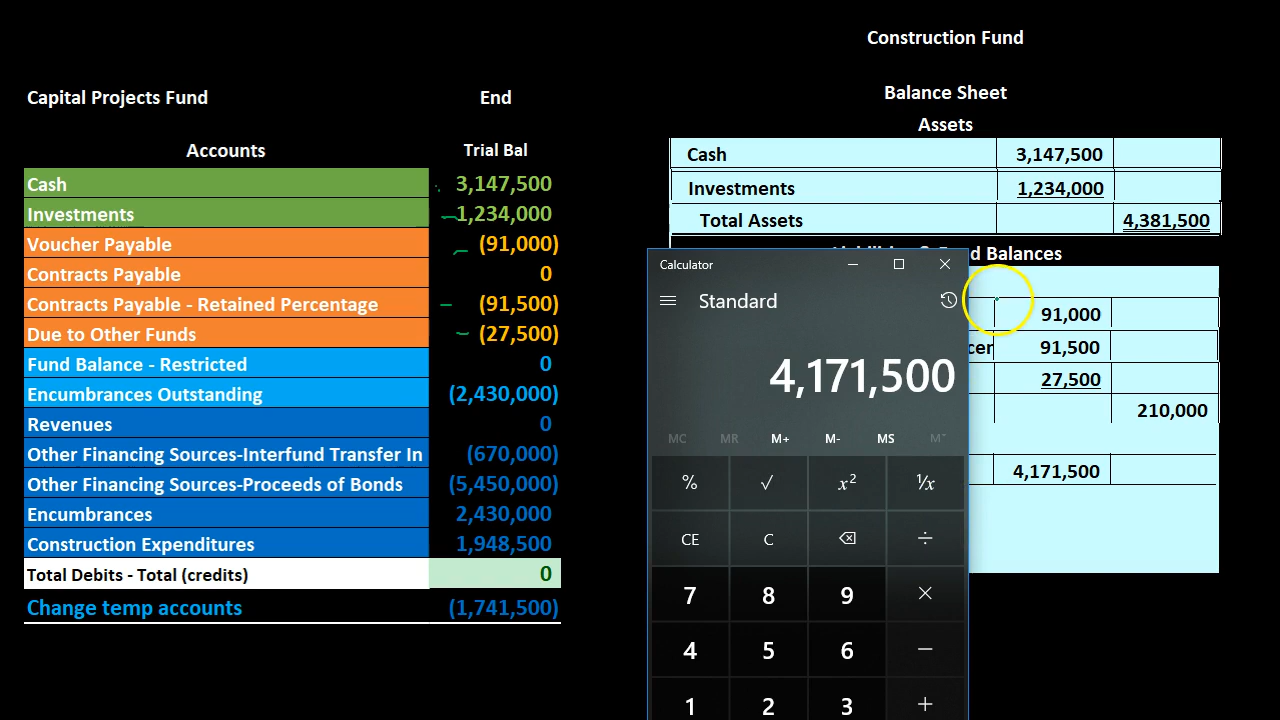 Construction Fund
Capital Projects Fund End
Balance Sheet
Assets
Accounts Trial Bal
Cash 3,147,500
Investments 1,234,000
Voucher Payable (91,000)
Contracts Payable 0
Contracts Payable - Retained Percentage (91,500)
Due to Other Funds (27,500)
Fund Balance - Restricted 0
Encumbrances Outstanding (2,430,000)
Revenues 0
Other Financing Sources-Interfund Transfer In (670,000)
Other Financing Sources-Proceeds of Bonds (5,450,000)
Encumbrances 2,430,000
Construction Expenditures 1,948,500
Total Debits - Total (credits) 0
Change temp accounts (1,741,500)
Cash 3,147,500
Investments 1,234,000
Total Assets 4,381,500
d Balances
91,000
cen 91,500
27,500
210,000
4,171,500
Calculator
Standard
4,171,500
MC MR M+ M- MS M˅
% √ x² ¹/x
CE C ⌫ ÷
7 8 9 ×
4 5 6 −
1 2 3 +